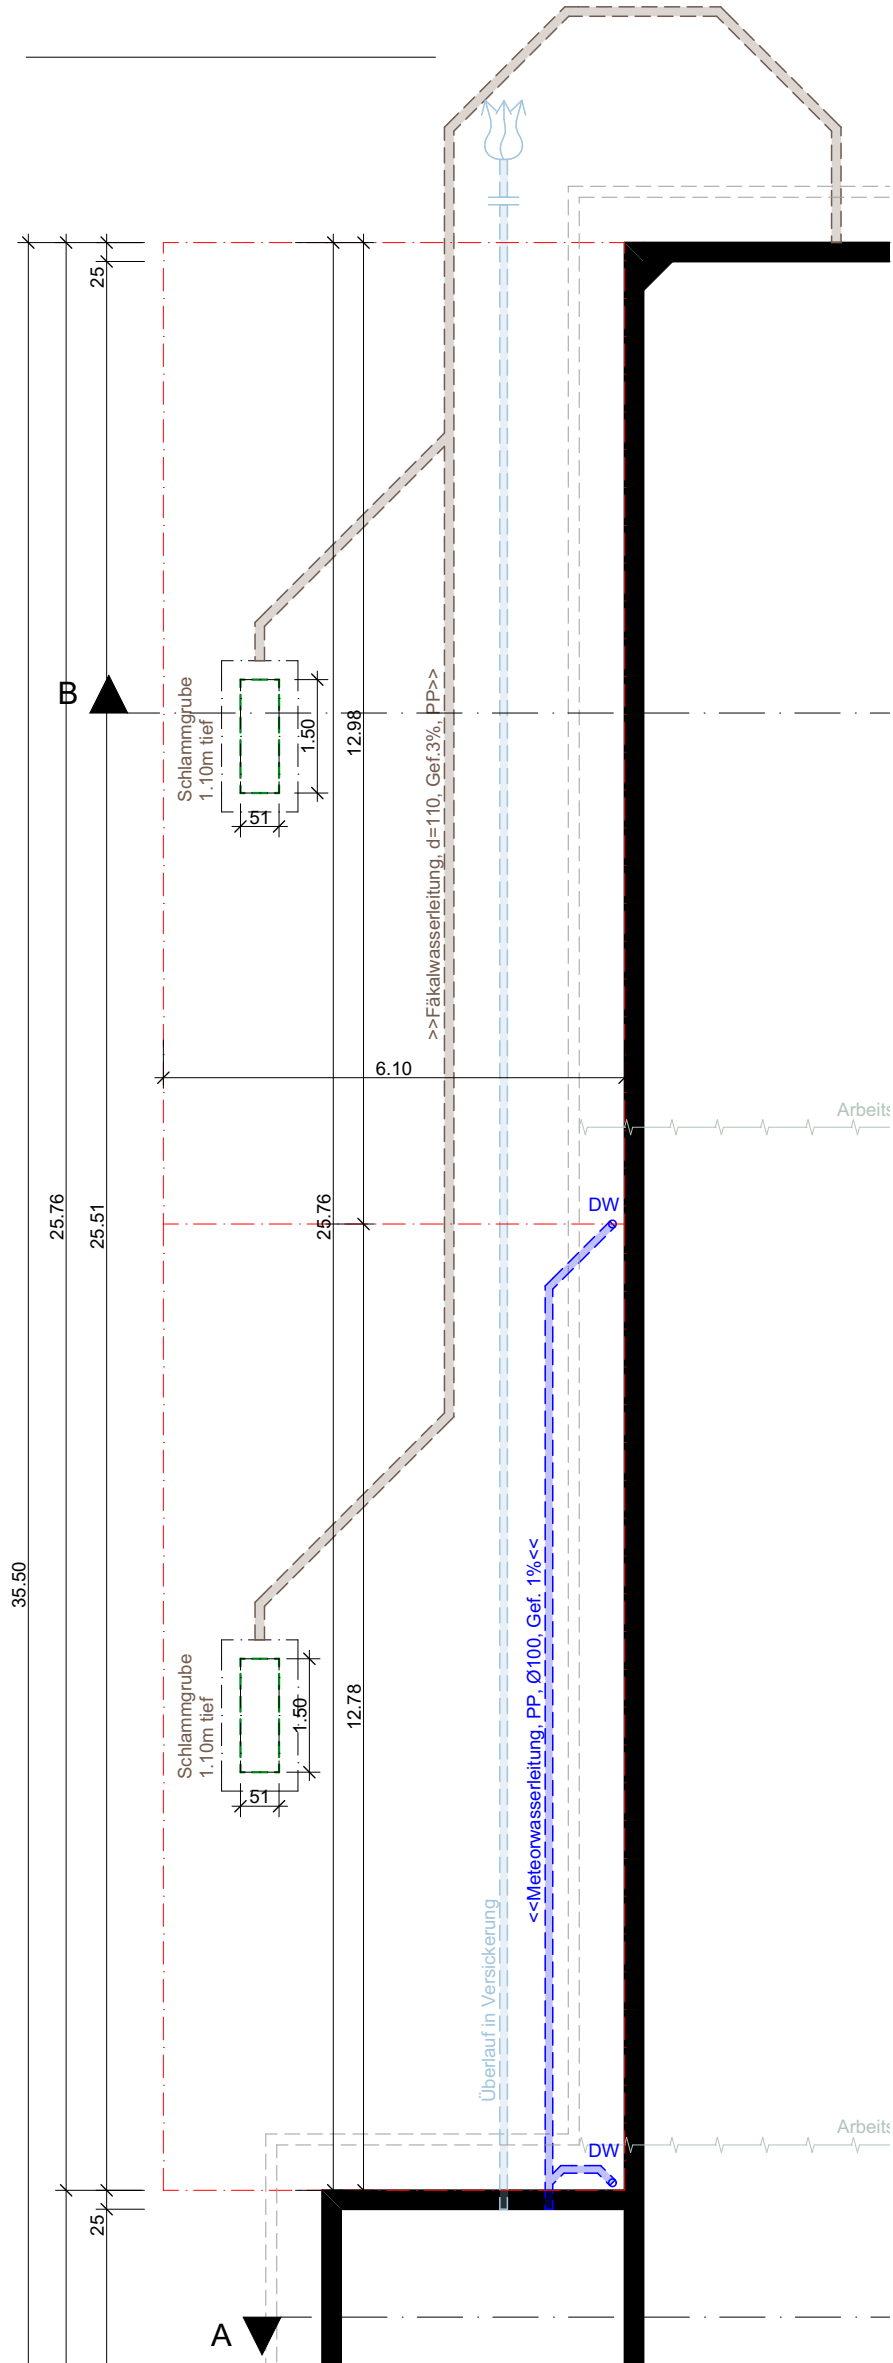 25
B
Schlammgrube
1.10m tief
1.50
51
12.98
>>Fäkalwasserleitung, d=110, Gef.3%, PP>>
6.10
Arbeits
DW
25.76
25.51
25.76
35.50
Schlammgrube
1.10m tief
1.50
51
12.78
<<Meteorwasserleitung, PP, Ø100, Gef. 1%<<
Überlauf in Versickerung
Arbeits
DW
25
A